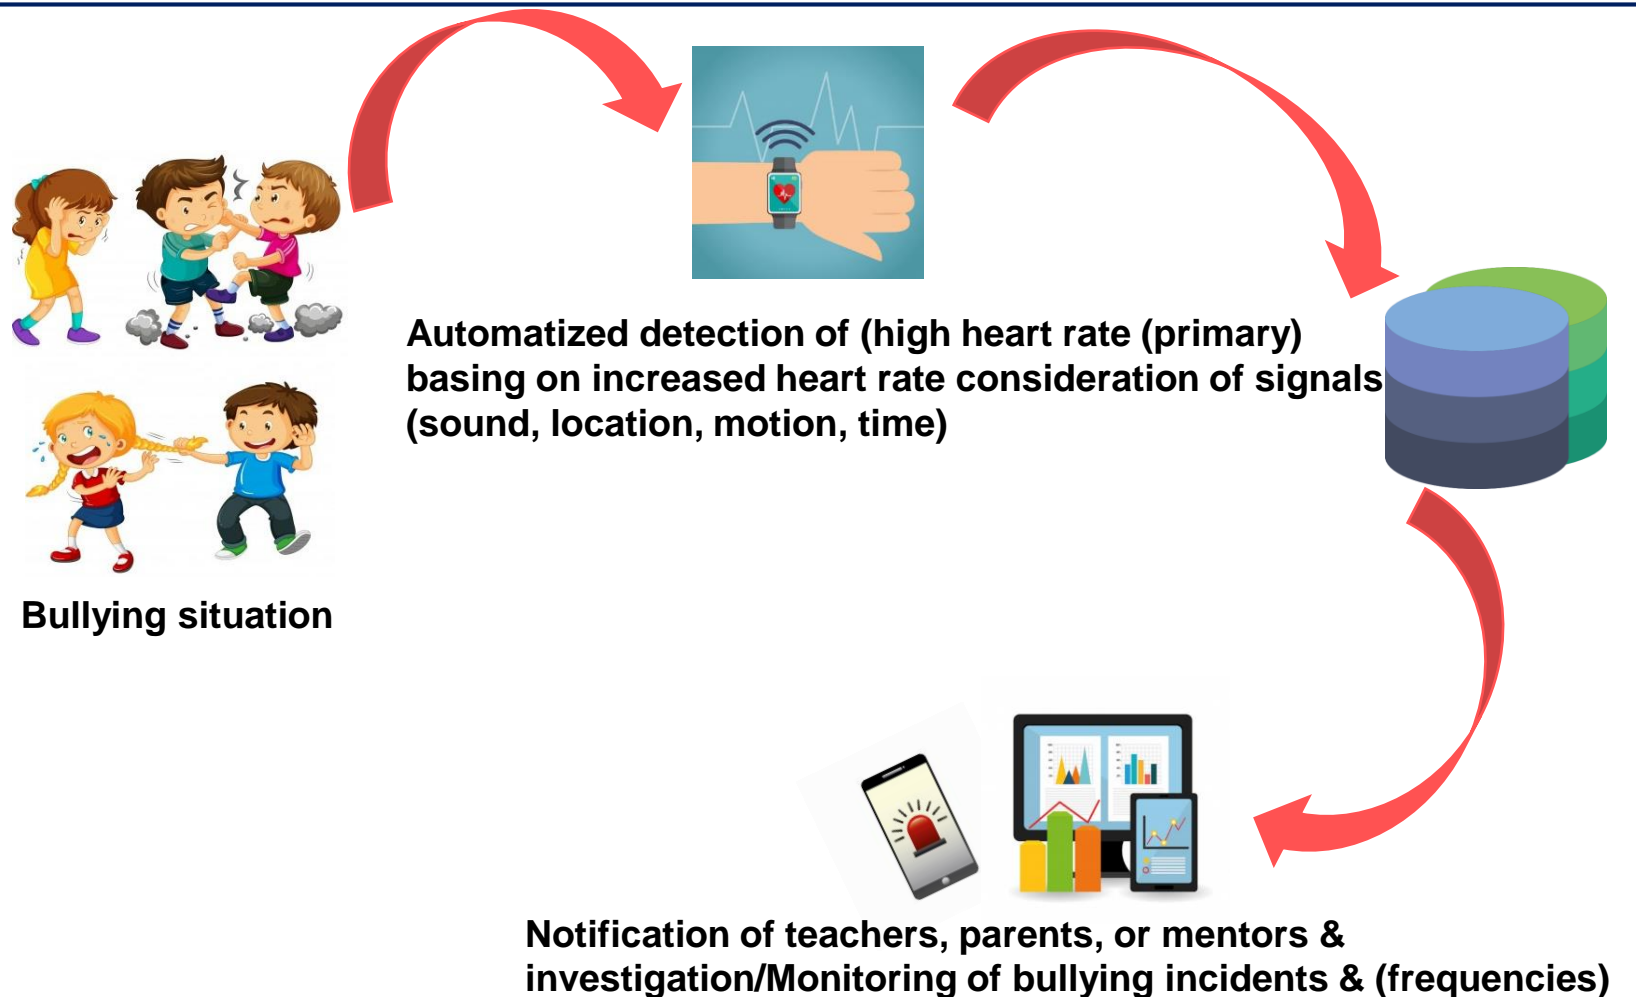 Automatized detection of (high heart rate (primary)
basing on increased heart rate consideration of signals
(sound, location, motion, time)
Bullying situation
Notification of teachers, parents, or mentors &
investigation/Monitoring of bullying incidents & (frequencies)